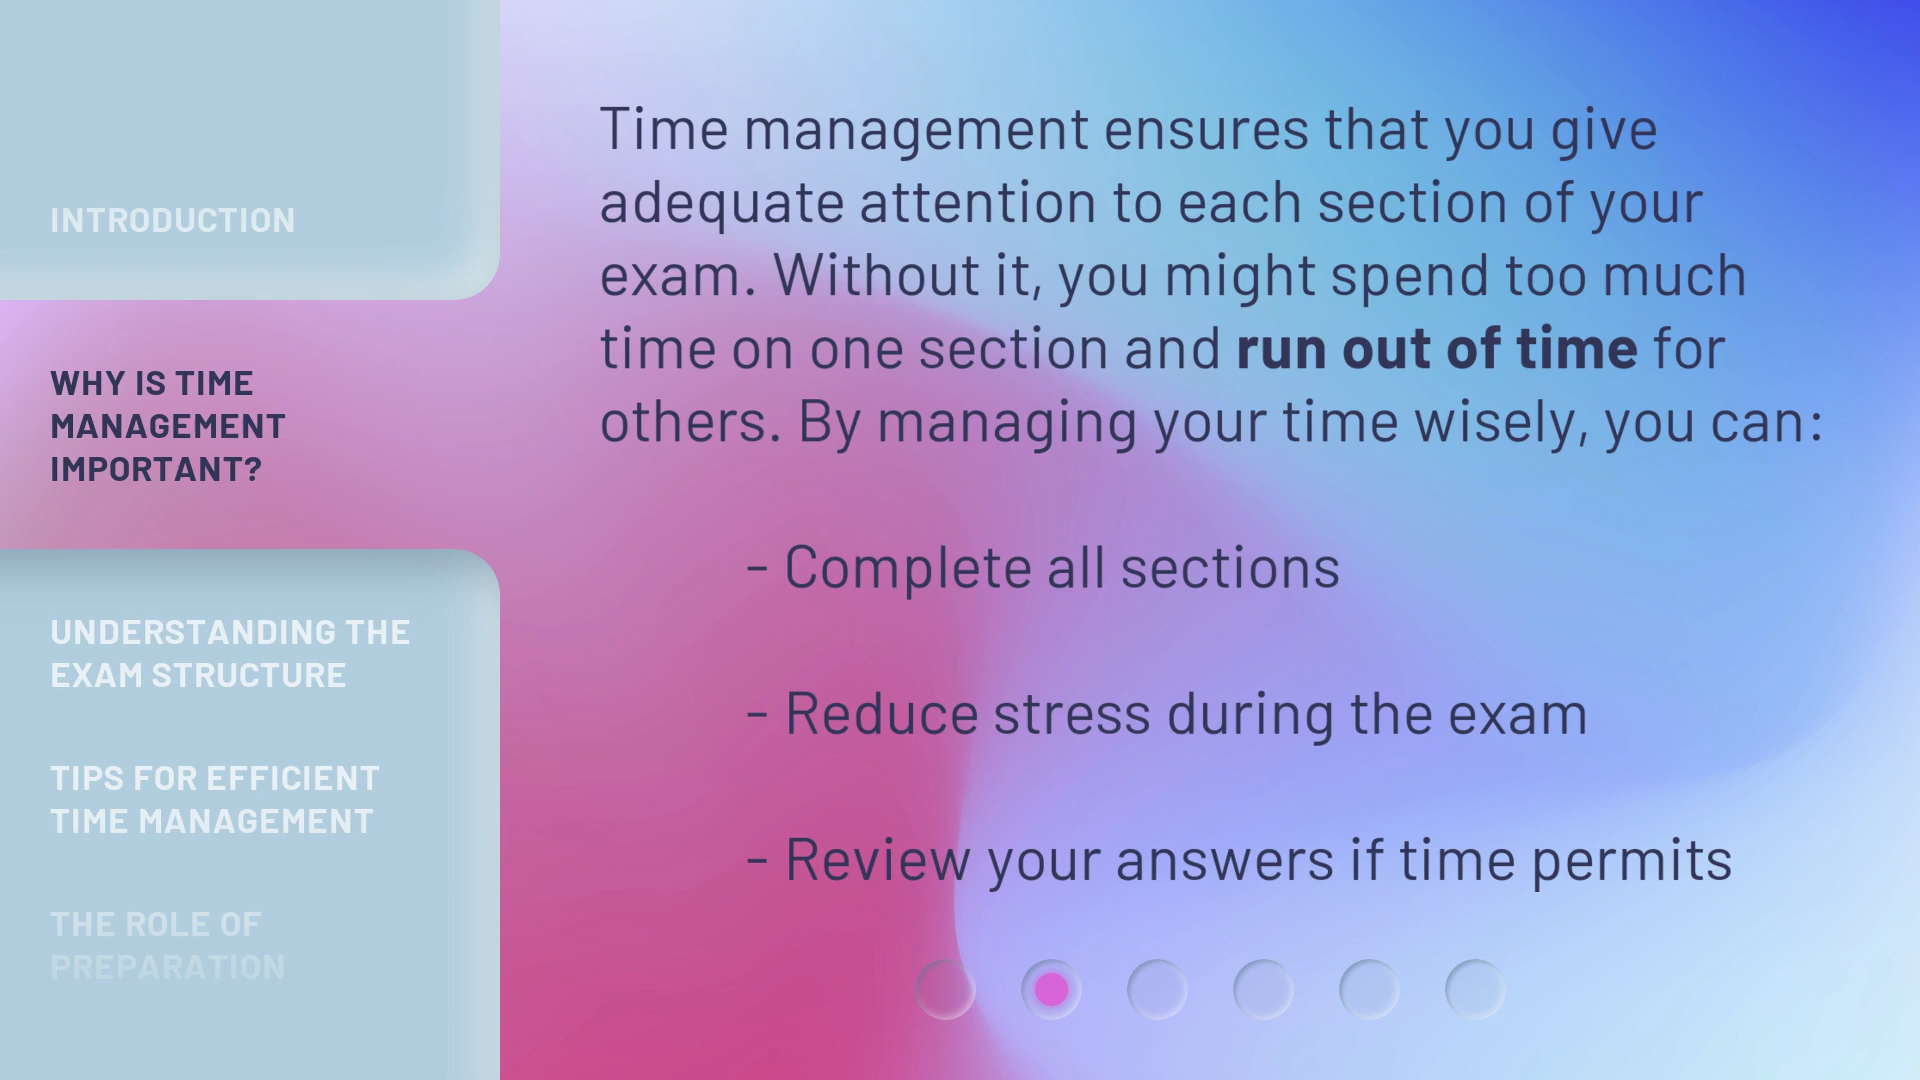 INTRODUCTION
WHY IS TIME
MANAGEMENT
IMPORTANT?
UNDERSTANDING THE
EXAM STRUCTURE
TIPS FOR EFFICIENT
TIME MANAGEMENT
THE ROLE OF
PREPARATION
Time management ensures that you give
adequate attention to each section of your
exam. Without it, you might spend too much
time on one section and run out of time for
others. By managing your time wisely, you can:
- Complete all sections
- Reduce stress during the exam
- Review your answers if time permits